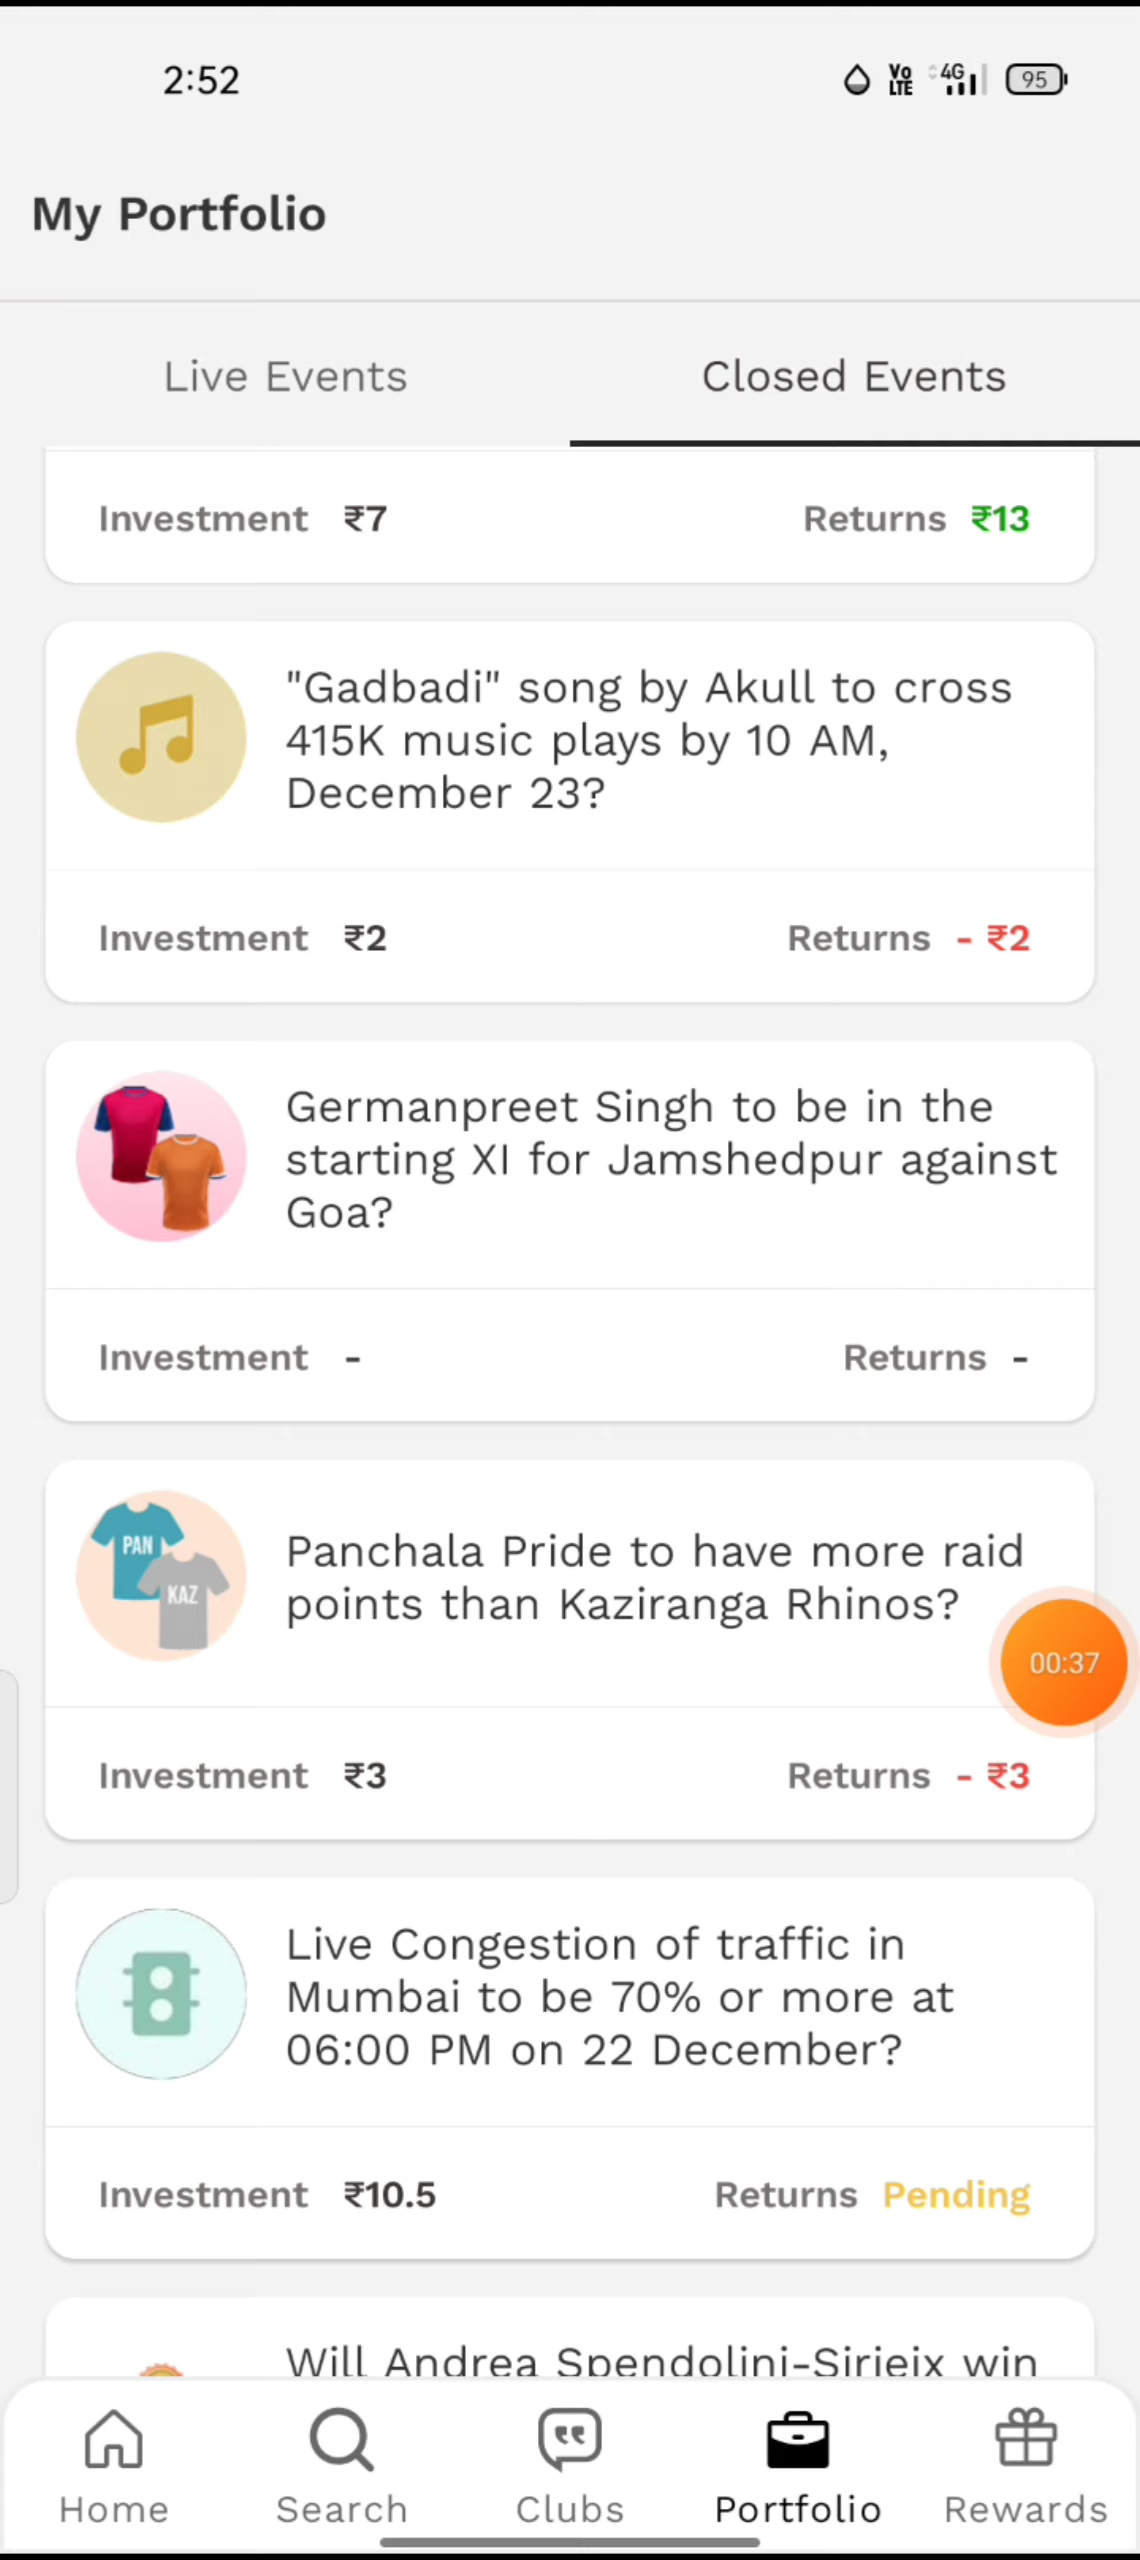 2:52
Vo LTE 4G 95
My Portfolio
Live Events Closed Events
Investment ₹7 Returns ₹13
"Gadbadi" song by Akull to cross
415K music plays by 10 AM,
December 23?
Investment ₹2 Returns - ₹2
Germanpreet Singh to be in the
starting XI for Jamshedpur against
Goa?
Investment - Returns -
PAN
KAZ
Panchala Pride to have more raid
points than Kaziranga Rhinos?
00:37
Investment ₹3 Returns - ₹3
Live Congestion of traffic in
Mumbai to be 70% or more at
06:00 PM on 22 December?
Investment ₹10.5 Returns Pending
Will Andrea Spendolini-Sirieix win
Home Search Clubs Portfolio Rewards